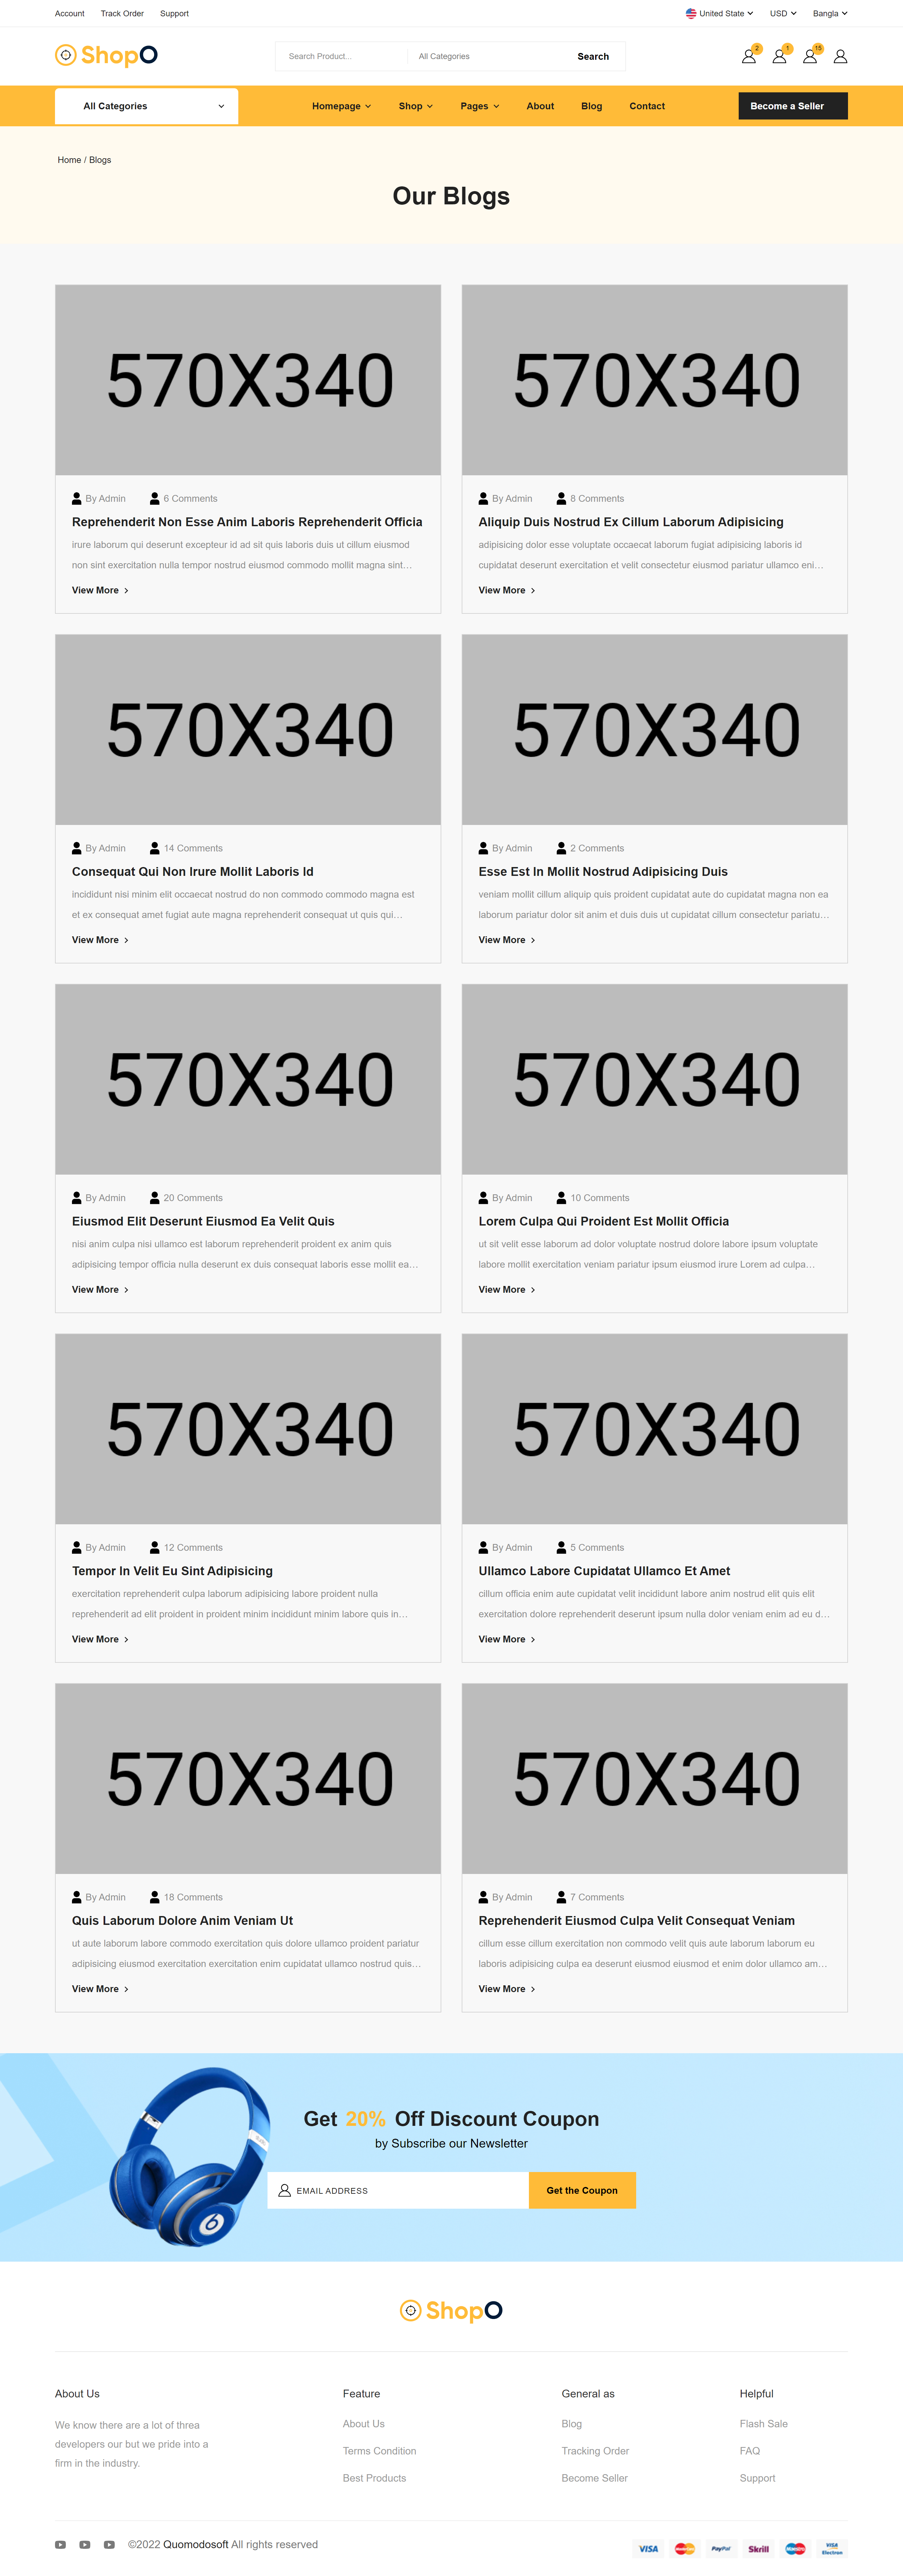 Account Track Order Support United State USD Bangla
ShopO Search Product... All Categories Search 2 1 15
All Categories Homepage Shop Pages About Blog Contact Become a Seller
Home / Blogs
Our Blogs
570X340
By Admin 6 Comments
Reprehenderit Non Esse Anim Laboris Reprehenderit Officia
irure laborum qui deserunt excepteur id ad sit quis laboris duis ut cillum eiusmod
non sint exercitation nulla tempor nostrud eiusmod commodo mollit magna sint...
View More
570X340
By Admin 8 Comments
Aliquip Duis Nostrud Ex Cillum Laborum Adipisicing
adipisicing dolor esse voluptate occaecat laborum fugiat adipisicing laboris id
cupidatat deserunt exercitation et velit consectetur eiusmod pariatur ullamco eni...
View More
570X340
By Admin 14 Comments
Consequat Qui Non Irure Mollit Laboris Id
incididunt nisi minim elit occaecat nostrud do non commodo commodo magna est
et ex consequat amet fugiat aute magna reprehenderit consequat ut quis qui...
View More
570X340
By Admin 2 Comments
Esse Est In Mollit Nostrud Adipisicing Duis
veniam mollit cillum aliquip quis proident cupidatat aute do cupidatat magna non ea
laborum pariatur dolor sit anim et duis duis ut cupidatat cillum consectetur pariatu...
View More
570X340
By Admin 20 Comments
Eiusmod Elit Deserunt Eiusmod Ea Velit Quis
nisi anim culpa nisi ullamco est laborum reprehenderit proident ex anim quis
adipisicing tempor officia nulla deserunt ex duis consequat laboris esse mollit ea...
View More
570X340
By Admin 10 Comments
Lorem Culpa Qui Proident Est Mollit Officia
ut sit velit esse laborum ad dolor voluptate nostrud dolore labore ipsum voluptate
labore mollit exercitation veniam pariatur ipsum eiusmod irure Lorem ad culpa...
View More
570X340
By Admin 12 Comments
Tempor In Velit Eu Sint Adipisicing
exercitation reprehenderit culpa laborum adipisicing labore proident nulla
reprehenderit ad elit proident in proident minim incididunt minim labore quis in...
View More
570X340
By Admin 5 Comments
Ullamco Labore Cupidatat Ullamco Et Amet
cillum officia enim aute cupidatat velit incididunt labore anim nostrud elit quis elit
exercitation dolore reprehenderit deserunt ipsum nulla dolor veniam enim ad eu d...
View More
570X340
By Admin 18 Comments
Quis Laborum Dolore Anim Veniam Ut
ut aute laborum labore commodo exercitation quis dolore ullamco proident pariatur
adipisicing eiusmod exercitation exercitation enim cupidatat ullamco nostrud quis...
View More
570X340
By Admin 7 Comments
Reprehenderit Eiusmod Culpa Velit Consequat Veniam
cillum esse cillum exercitation non commodo velit quis aute laborum laborum eu
laboris adipisicing culpa ea deserunt eiusmod eiusmod et enim dolor ullamco am...
View More
Get 20% Off Discount Coupon
by Subscribe our Newsletter
EMAIL ADDRESS Get the Coupon
ShopO
About Us
We know there are a lot of threa
developers our but we pride into a
firm in the industry.
Feature
About Us
Terms Condition
Best Products
General as
Blog
Tracking Order
Become Seller
Helpful
Flash Sale
FAQ
Support
©2022 Quomodosoft All rights reserved
VISA MasterCard PayPal Skrill Maestro VISA Electron